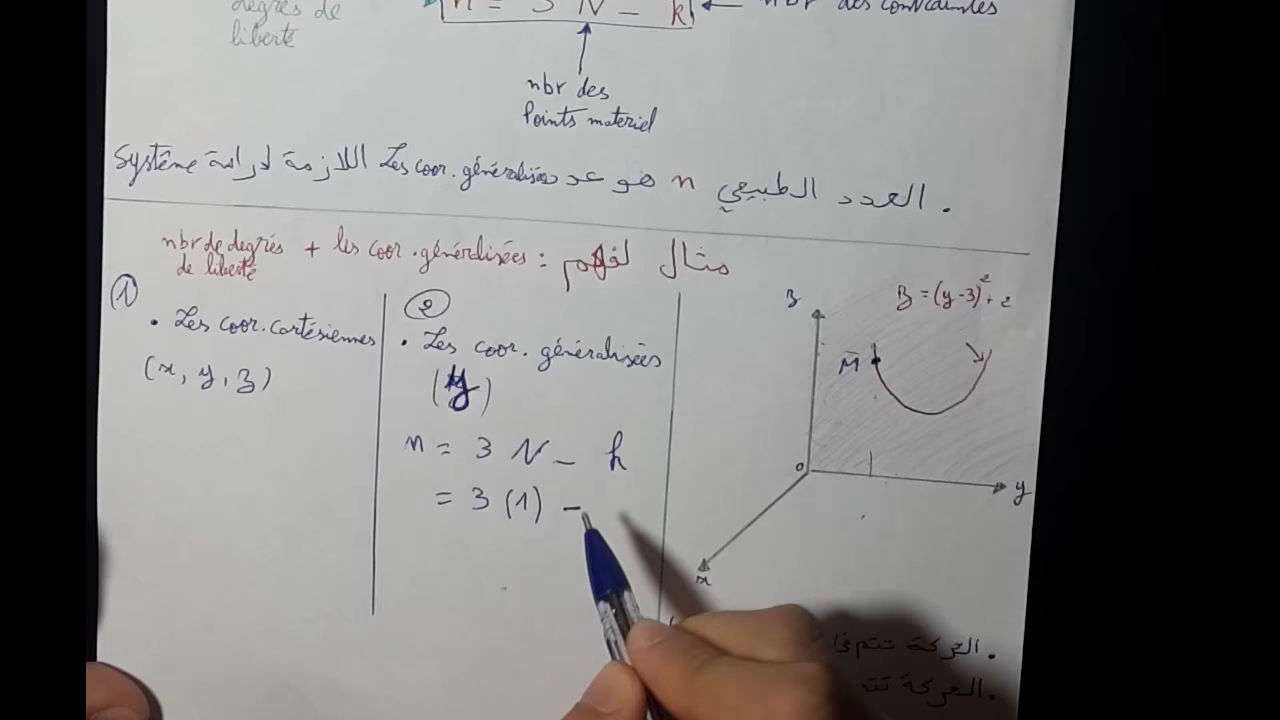 degrés de
liberté
n = 3 N - k ← nbr des contraintes
nbr des
points materiel
. العدد الطبيعي n هو عدد Les coor. généralisées اللازمة لدراسة Système
مثال لفهم : nbr de degrés de liberté + les coor. généralisées
①
. Les coor. cartésiennes
(x, y, z)
②
. Les coor. généralisées
(y)
n = 3 N - k
= 3 (1) -
z
z = (y-3)² + 2
M
o
y
x
. الحركة تتم في
. الحركة تت